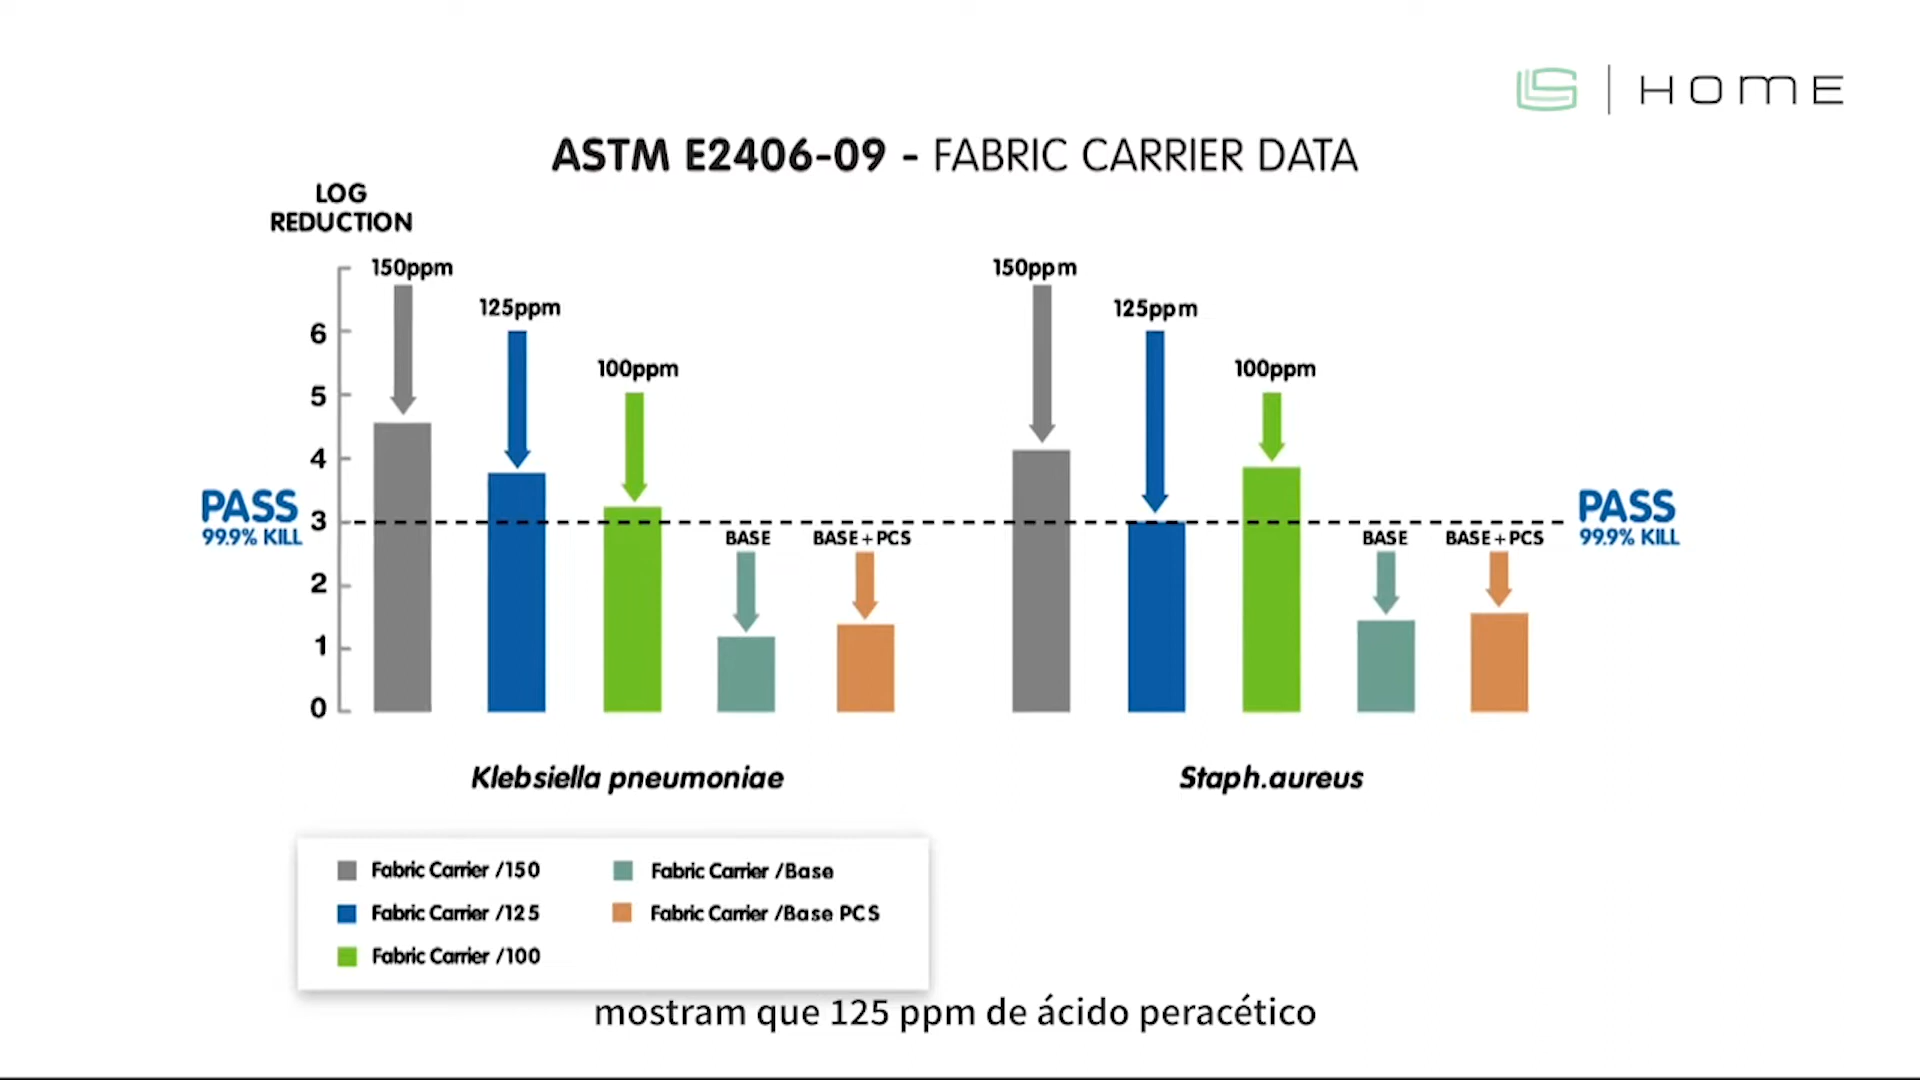 HOME
ASTM E2406-09 - FABRIC CARRIER DATA
LOG
REDUCTION
150ppm
125ppm
100ppm
BASE
BASE+PCS
150ppm
125ppm
100ppm
BASE
BASE+PCS
6
5
4
3
2
1
0
PASS
99.9% KILL
PASS
99.9% KILL
Klebsiella pneumoniae
Staph.aureus
Fabric Carrier /150
Fabric Carrier /125
Fabric Carrier /100
Fabric Carrier /Base
Fabric Carrier /Base PCS
mostram que 125 ppm de ácido peracético